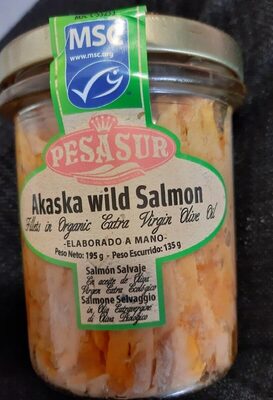 MSC
www.msc.org
PESASUR
Akaska wild Salmon
Fillets in Organic Extra Virgin Olive Oil
-ELABORADO A MANO-
Peso Neto: 195 g - Peso Escurrido: 135 g
Salmón Salvaje
En aceite de Oliva
Virgen Extra Ecológico
Salmone Selvaggio
in Olio Extravergine
di Oliva Biologico